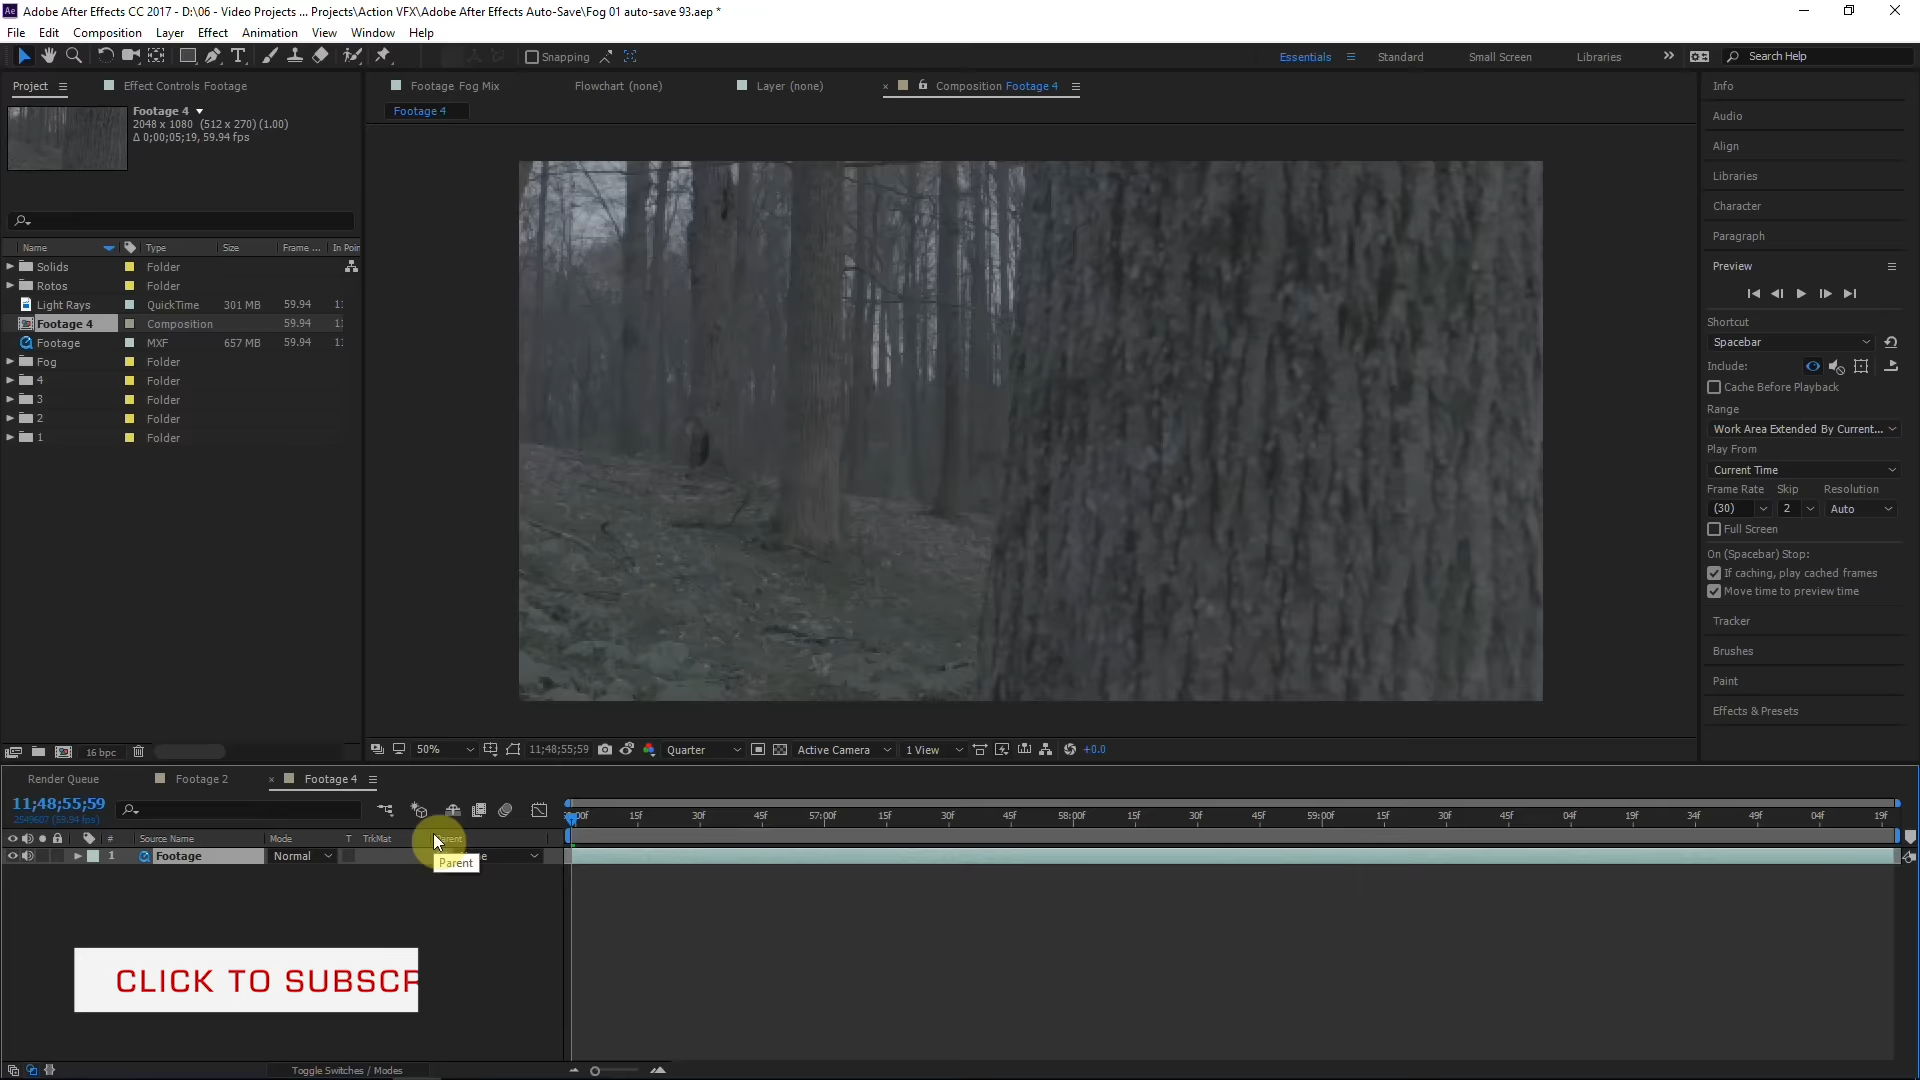 Adobe After Effects CC 2017 - D:\06 - Video Projects ... Projects\Action VFX\Adobe After Effects Auto-Save\Fog 01 auto-save 93.aep *
File Edit Composition Layer Effect Animation View Window Help
Snapping
Essentials Standard Small Screen Libraries Search Help
Project Effect Controls Footage
Footage Fog Mix Flowchart (none) Layer (none) Composition Footage 4
Footage 4
Footage 4
2048 x 1080 (512 x 270) (1.00)
Δ 0;00;05;19, 59.94 fps
Name Type Size Frame ... In Poin
Solids Folder
Rotos Folder
Light Rays QuickTime 301 MB 59.94 11
Footage 4 Composition 59.94 11
Footage MXF 657 MB 59.94 11
Fog Folder
4 Folder
3 Folder
2 Folder
1 Folder
16 bpc
Info
Audio
Align
Libraries
Character
Paragraph
Preview
Shortcut
Spacebar
Include:
Cache Before Playback
Range
Work Area Extended By Current...
Play From
Current Time
Frame Rate Skip Resolution
(30) 2 Auto
Full Screen
On (Spacebar) Stop:
If caching, play cached frames
Move time to preview time
Tracker
Brushes
Paint
Effects & Presets
50% 11;48;55;59 Quarter Active Camera 1 View +0.0
Render Queue Footage 2 Footage 4
11;48;55;59
2549607 (59.94 fps)
:00f 15f 30f 45f 57:00f 15f 30f 45f 58:00f 15f 30f 45f 59:00f 15f 30f 45f 04f 19f 34f 49f 04f 19f
# Source Name Mode T TrkMat Parent
1 Footage Normal
Parent
CLICK TO SUBSCR
Toggle Switches / Modes